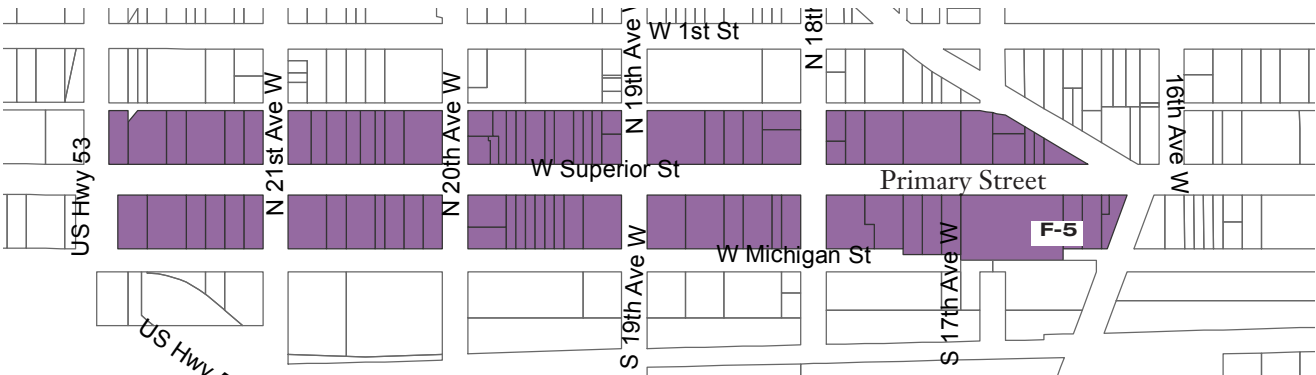 W 1st St
N 18th
N 19th Ave W
16th Ave W
N 21st Ave W
N 20th Ave W
US Hwy 53
W Superior St
Primary Street
F-5
W Michigan St
S 19th Ave W
S 17th Ave W
US Hwy